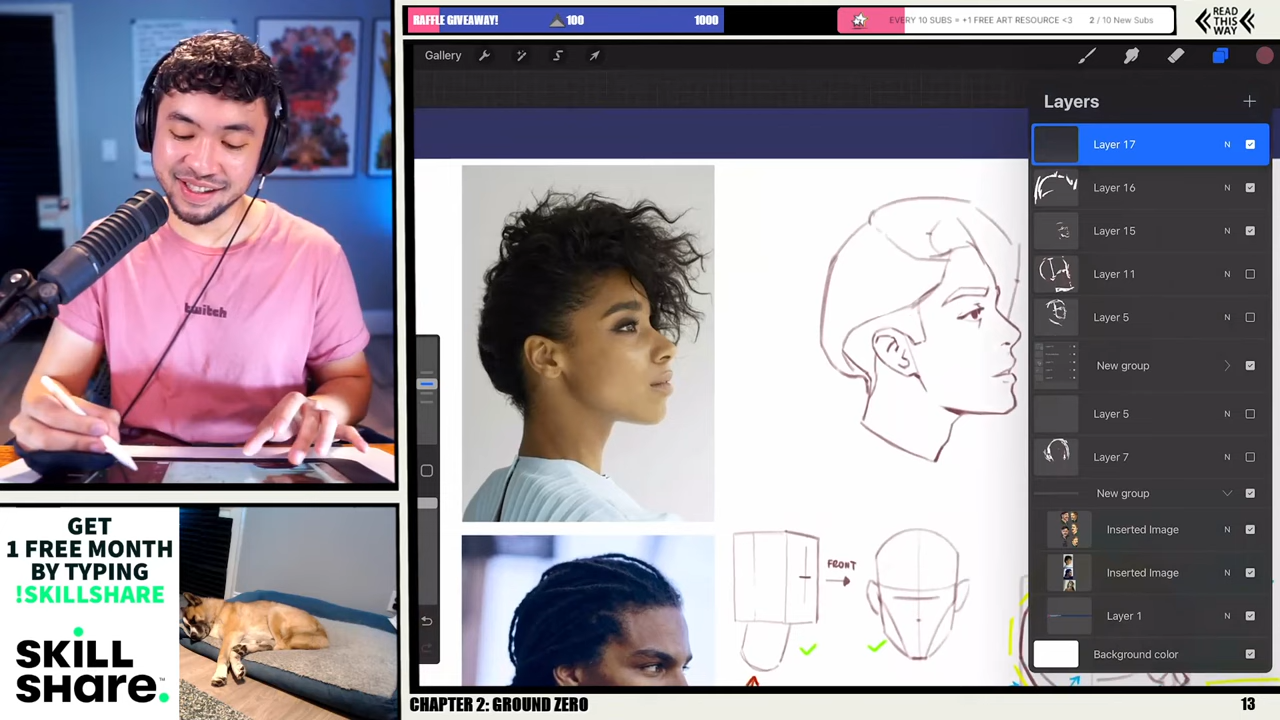 RAFFLE GIVEAWAY!
100
1000
EVERY 10 SUBS = +1 FREE ART RESOURCE <3
2 / 10 New Subs
READ
THIS
WAY
Gallery
Layers
Layer 17
N
Layer 16
N
Layer 15
N
Layer 11
N
Layer 5
N
New group
Layer 5
N
Layer 7
N
New group
Inserted Image
N
Inserted Image
N
Layer 1
N
Background color
FRONT
twitch
GET
1 FREE MONTH
BY TYPING
!SKILLSHARE
SKILL
SHaRe.
CHAPTER 2: GROUND ZERO
13